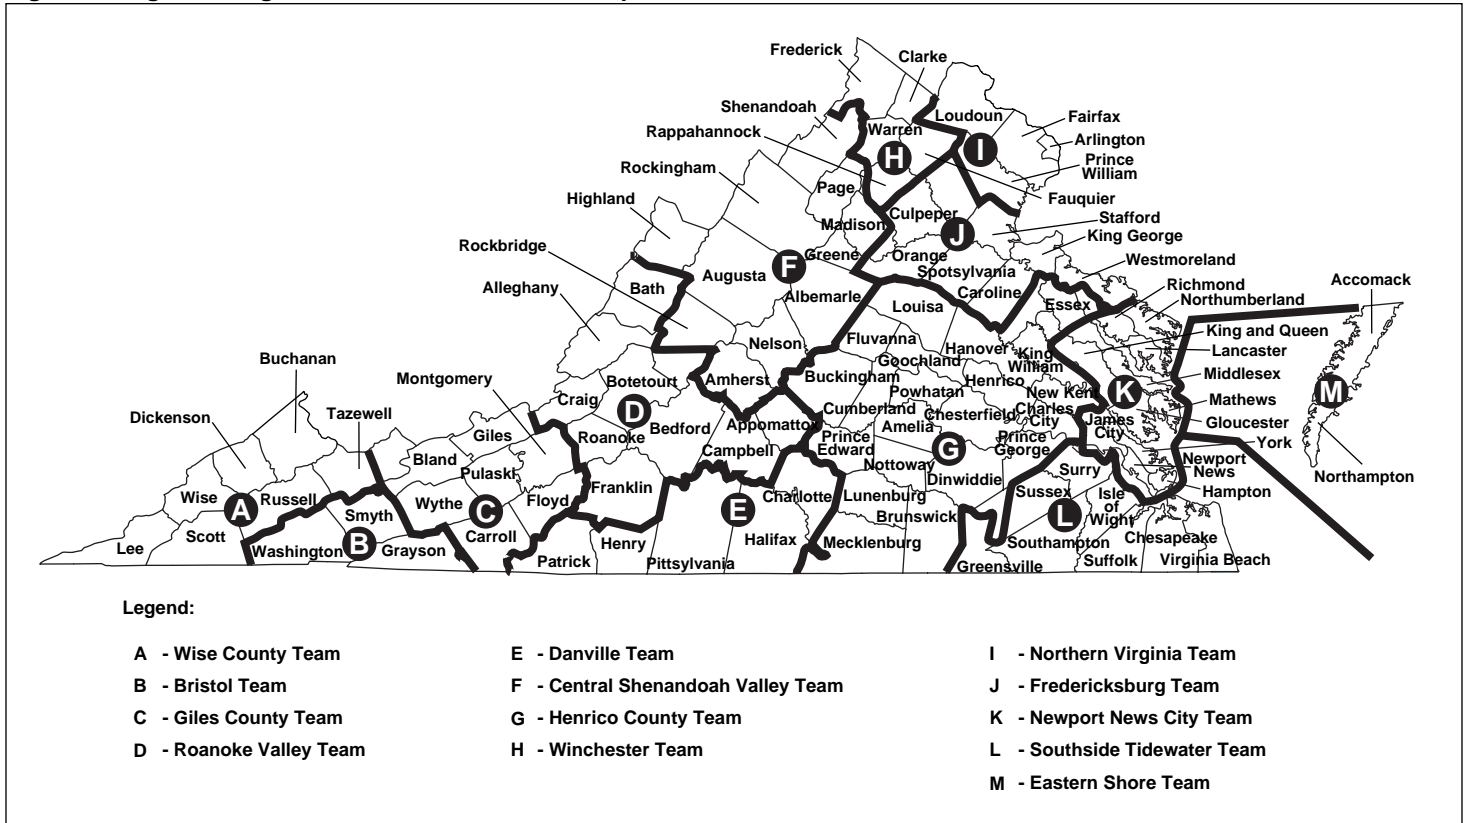 Frederick
Clarke
Shenandoah
Loudoun
Fairfax
Rappahannock
Warren
Arlington
H
I
Prince
William
Rockingham
Page
Fauquier
Highland
Culpeper
Stafford
Madison
J
King George
Rockbridge
Greene
Orange
Westmoreland
Augusta
F
Spotsylvania
Accomack
Alleghany
Bath
Albemarle
Caroline
Richmond
Louisa
Essex
Northumberland
King and Queen
Nelson
Fluvanna
Hanover
King
William
Lancaster
Buchanan
Goochland
Montgomery
Botetourt
Amherst
Buckingham
Henrico
Middlesex
Powhatan
New Kent
K
M
Craig
D
Cumberland
Chesterfield
Charles
City
Mathews
Dickenson
Tazewell
Bedford
Appomattox
Amelia
James
City
Gloucester
Giles
Roanoke
Prince
Edward
G
Prince
George
York
Bland
Campbell
Newport
News
Pulaski
Nottoway
Surry
Northampton
Wise
Russell
Wythe
C
Floyd
Franklin
Charlotte
Lunenburg
Dinwiddie
Sussex
Isle
of
Wight
Hampton
A
Smyth
E
Brunswick
L
Scott
Carroll
Halifax
Chesapeake
Lee
Washington
B
Grayson
Henry
Mecklenburg
Southampton
Patrick
Pittsylvania
Greensville
Suffolk
Virginia Beach
Legend:
A - Wise County Team
B - Bristol Team
C - Giles County Team
D - Roanoke Valley Team
E - Danville Team
F - Central Shenandoah Valley Team
G - Henrico County Team
H - Winchester Team
I - Northern Virginia Team
J - Fredericksburg Team
K - Newport News City Team
L - Southside Tidewater Team
M - Eastern Shore Team